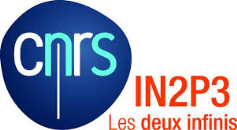 cnrs
IN2P3
Les deux infinis